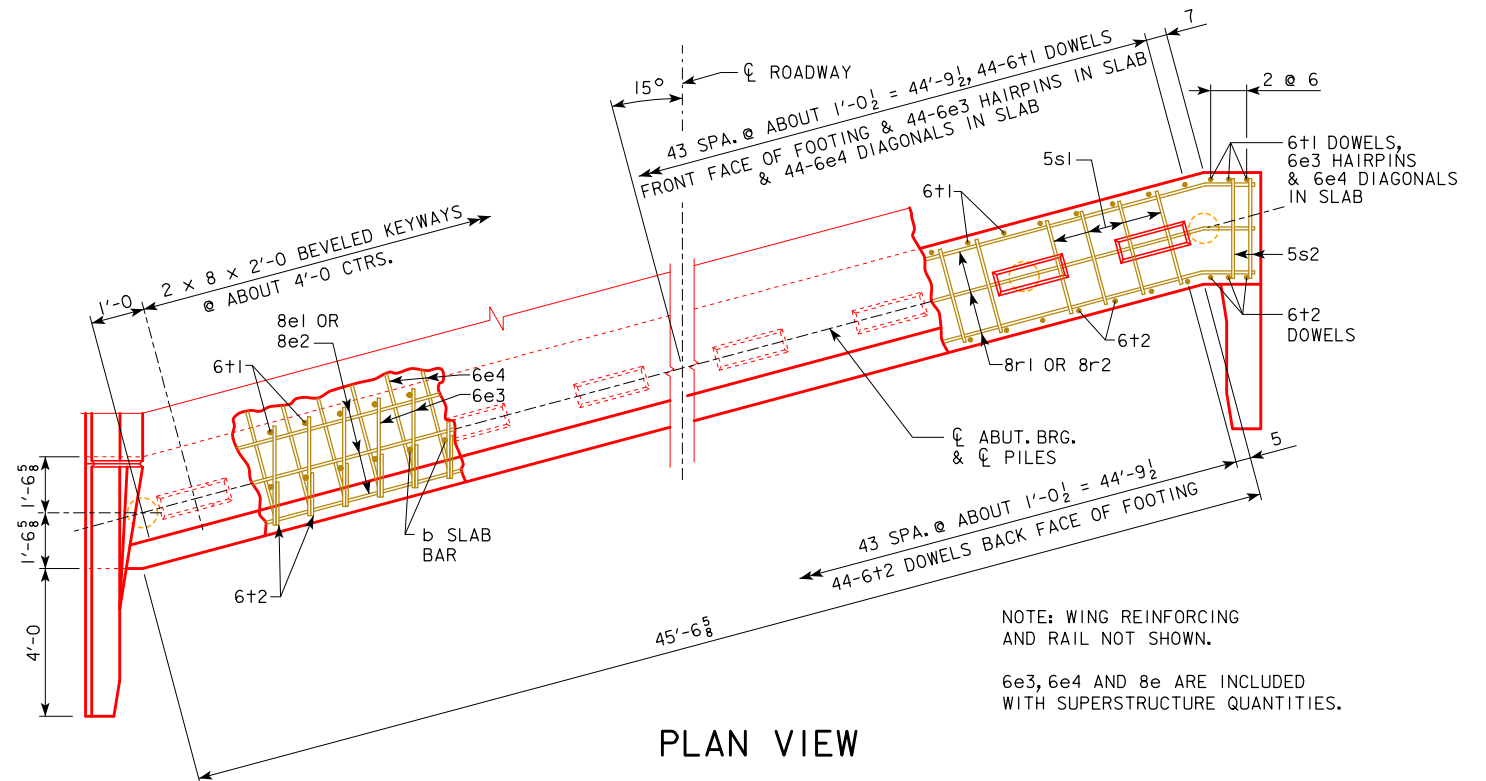 7
℄ ROADWAY
15°
43 SPA. @ ABOUT 1'-0½ = 44'-9½, 44-6t1 DOWELS
FRONT FACE OF FOOTING & 44-6e3 HAIRPINS IN SLAB
& 44-6e4 DIAGONALS IN SLAB
2 @ 6
6t1 DOWELS,
6e3 HAIRPINS
& 6e4 DIAGONALS
IN SLAB
5s1
6t1
2 x 8 x 2'-0 BEVELED KEYWAYS
@ ABOUT 4'-0 CTRS.
1'-0
5s2
8e1 OR
8e2
6t1
6t2
DOWELS
6t2
8r1 OR 8r2
6e4
6e3
℄ ABUT. BRG.
& ℄ PILES
5
1'-6⅝
1'-6⅝
b SLAB
BAR
43 SPA. @ ABOUT 1'-0½ = 44'-9½
44-6t2 DOWELS BACK FACE OF FOOTING
6t2
4'-0
45'-6⅝
NOTE: WING REINFORCING
AND RAIL NOT SHOWN.
6e3, 6e4 AND 8e ARE INCLUDED
WITH SUPERSTRUCTURE QUANTITIES.
PLAN VIEW